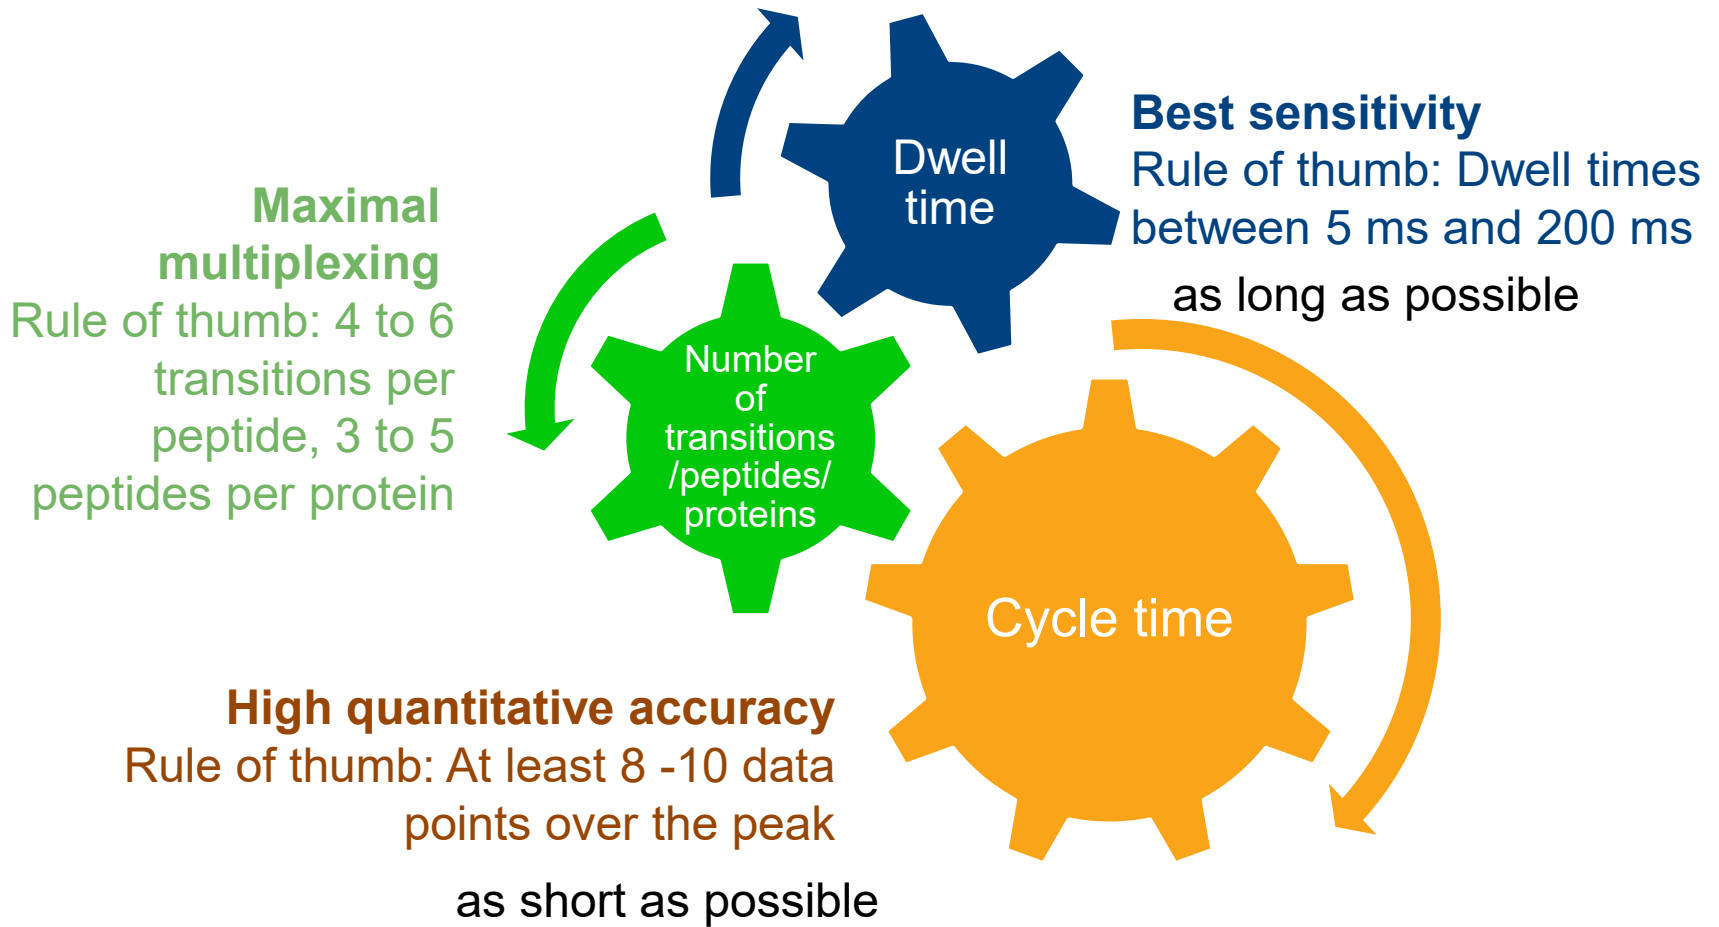 Dwell
time
Best sensitivity
Rule of thumb: Dwell times
between 5 ms and 200 ms
as long as possible
Maximal
multiplexing
Rule of thumb: 4 to 6
transitions per
peptide, 3 to 5
peptides per protein
Number
of
transitions
/peptides/
proteins
Cycle time
High quantitative accuracy
Rule of thumb: At least 8 -10 data
points over the peak
as short as possible